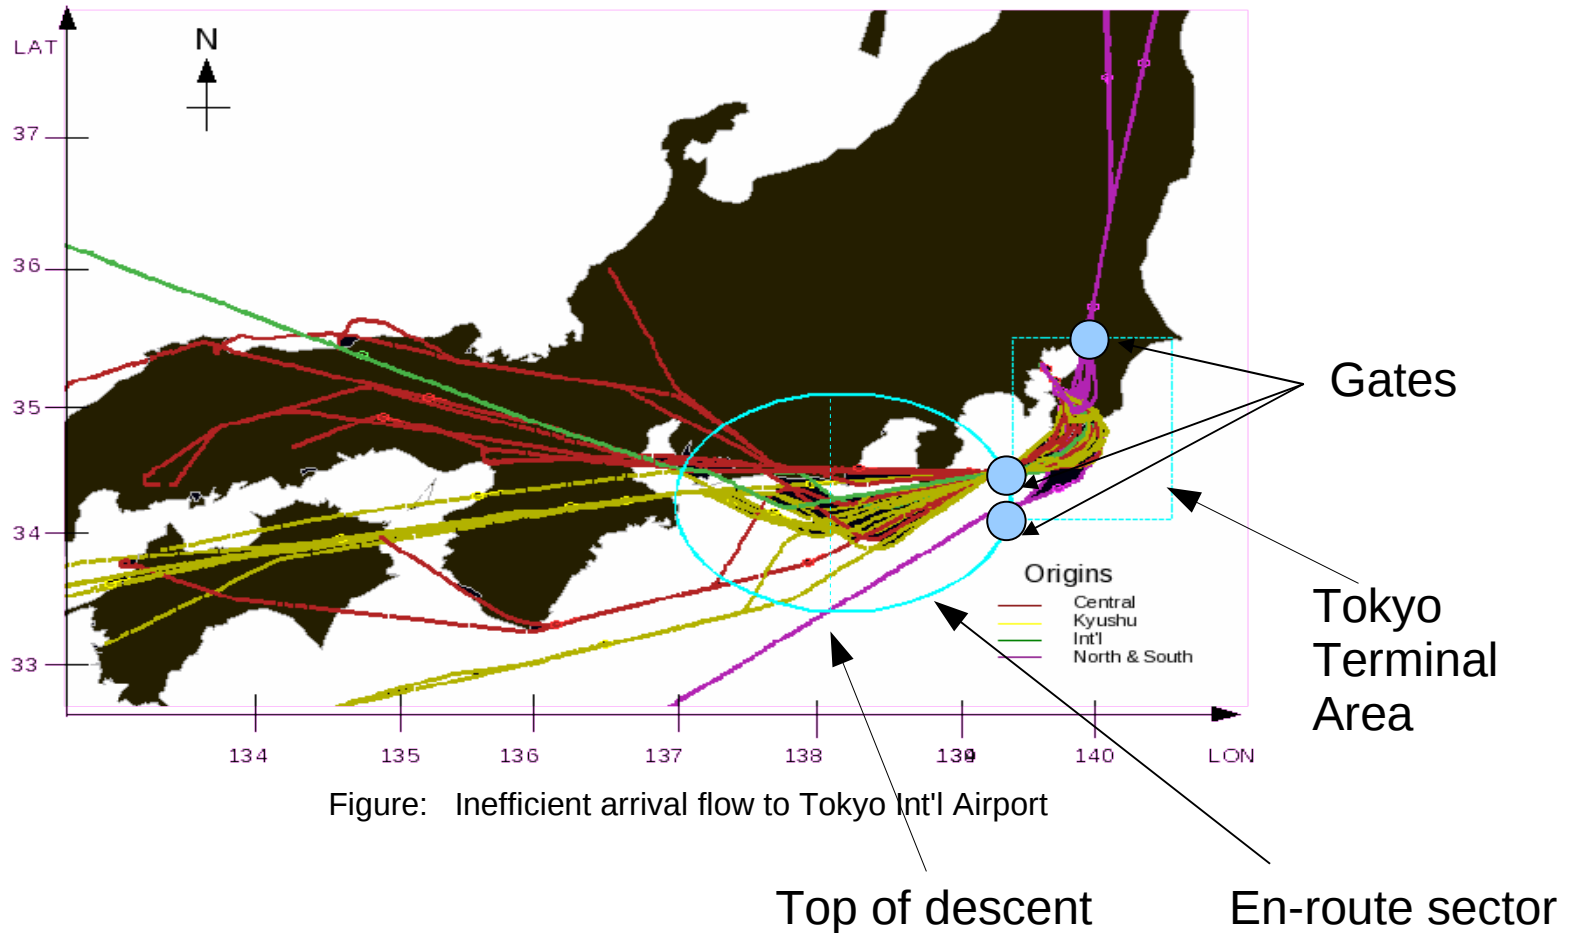 LAT
N
37
36
35
34
33
Gates
Origins
Central
Kyushu
Int'l
North & South
Tokyo
Terminal
Area
134
135
136
137
138
139
140
LON
Figure: Inefficient arrival flow to Tokyo Int'l Airport
Top of descent
En-route sector